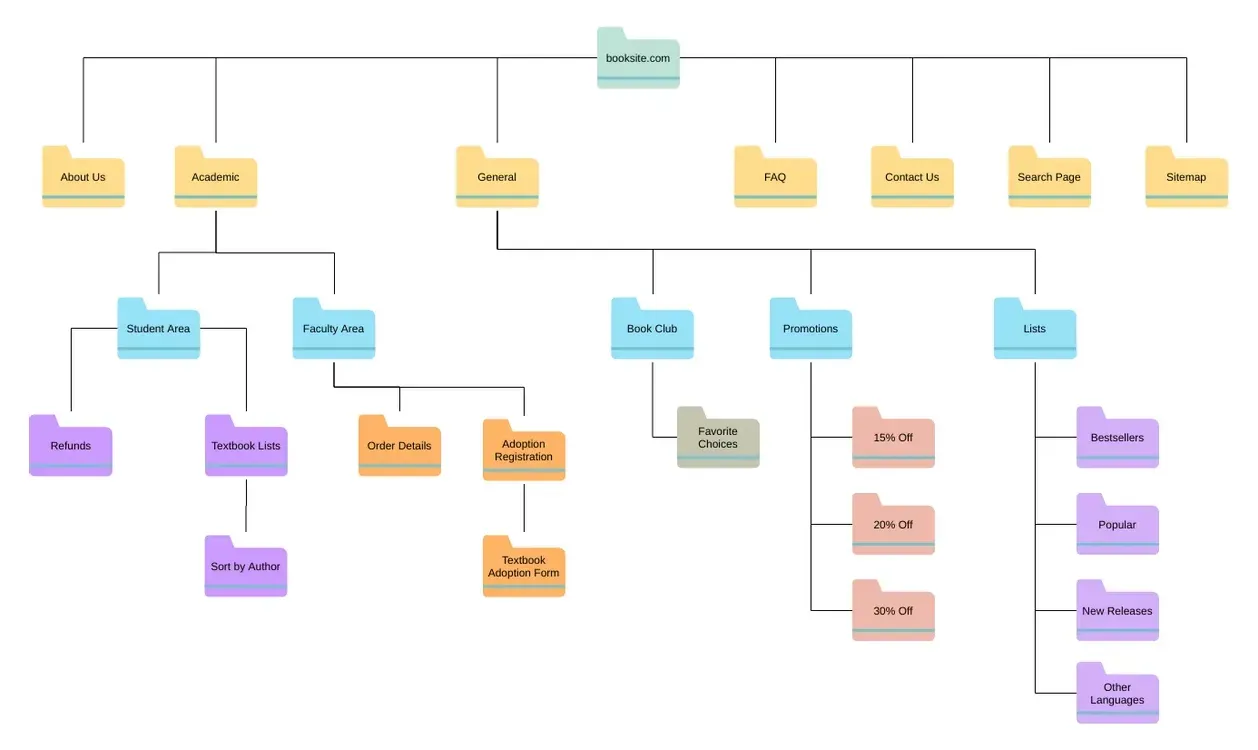 booksite.com
About Us
Academic
General
FAQ
Contact Us
Search Page
Sitemap
Student Area
Faculty Area
Book Club
Promotions
Lists
Refunds
Textbook Lists
Order Details
Adoption
Registration
Favorite
Choices
15% Off
Bestsellers
20% Off
Popular
Sort by Author
Textbook
Adoption Form
30% Off
New Releases
Other
Languages